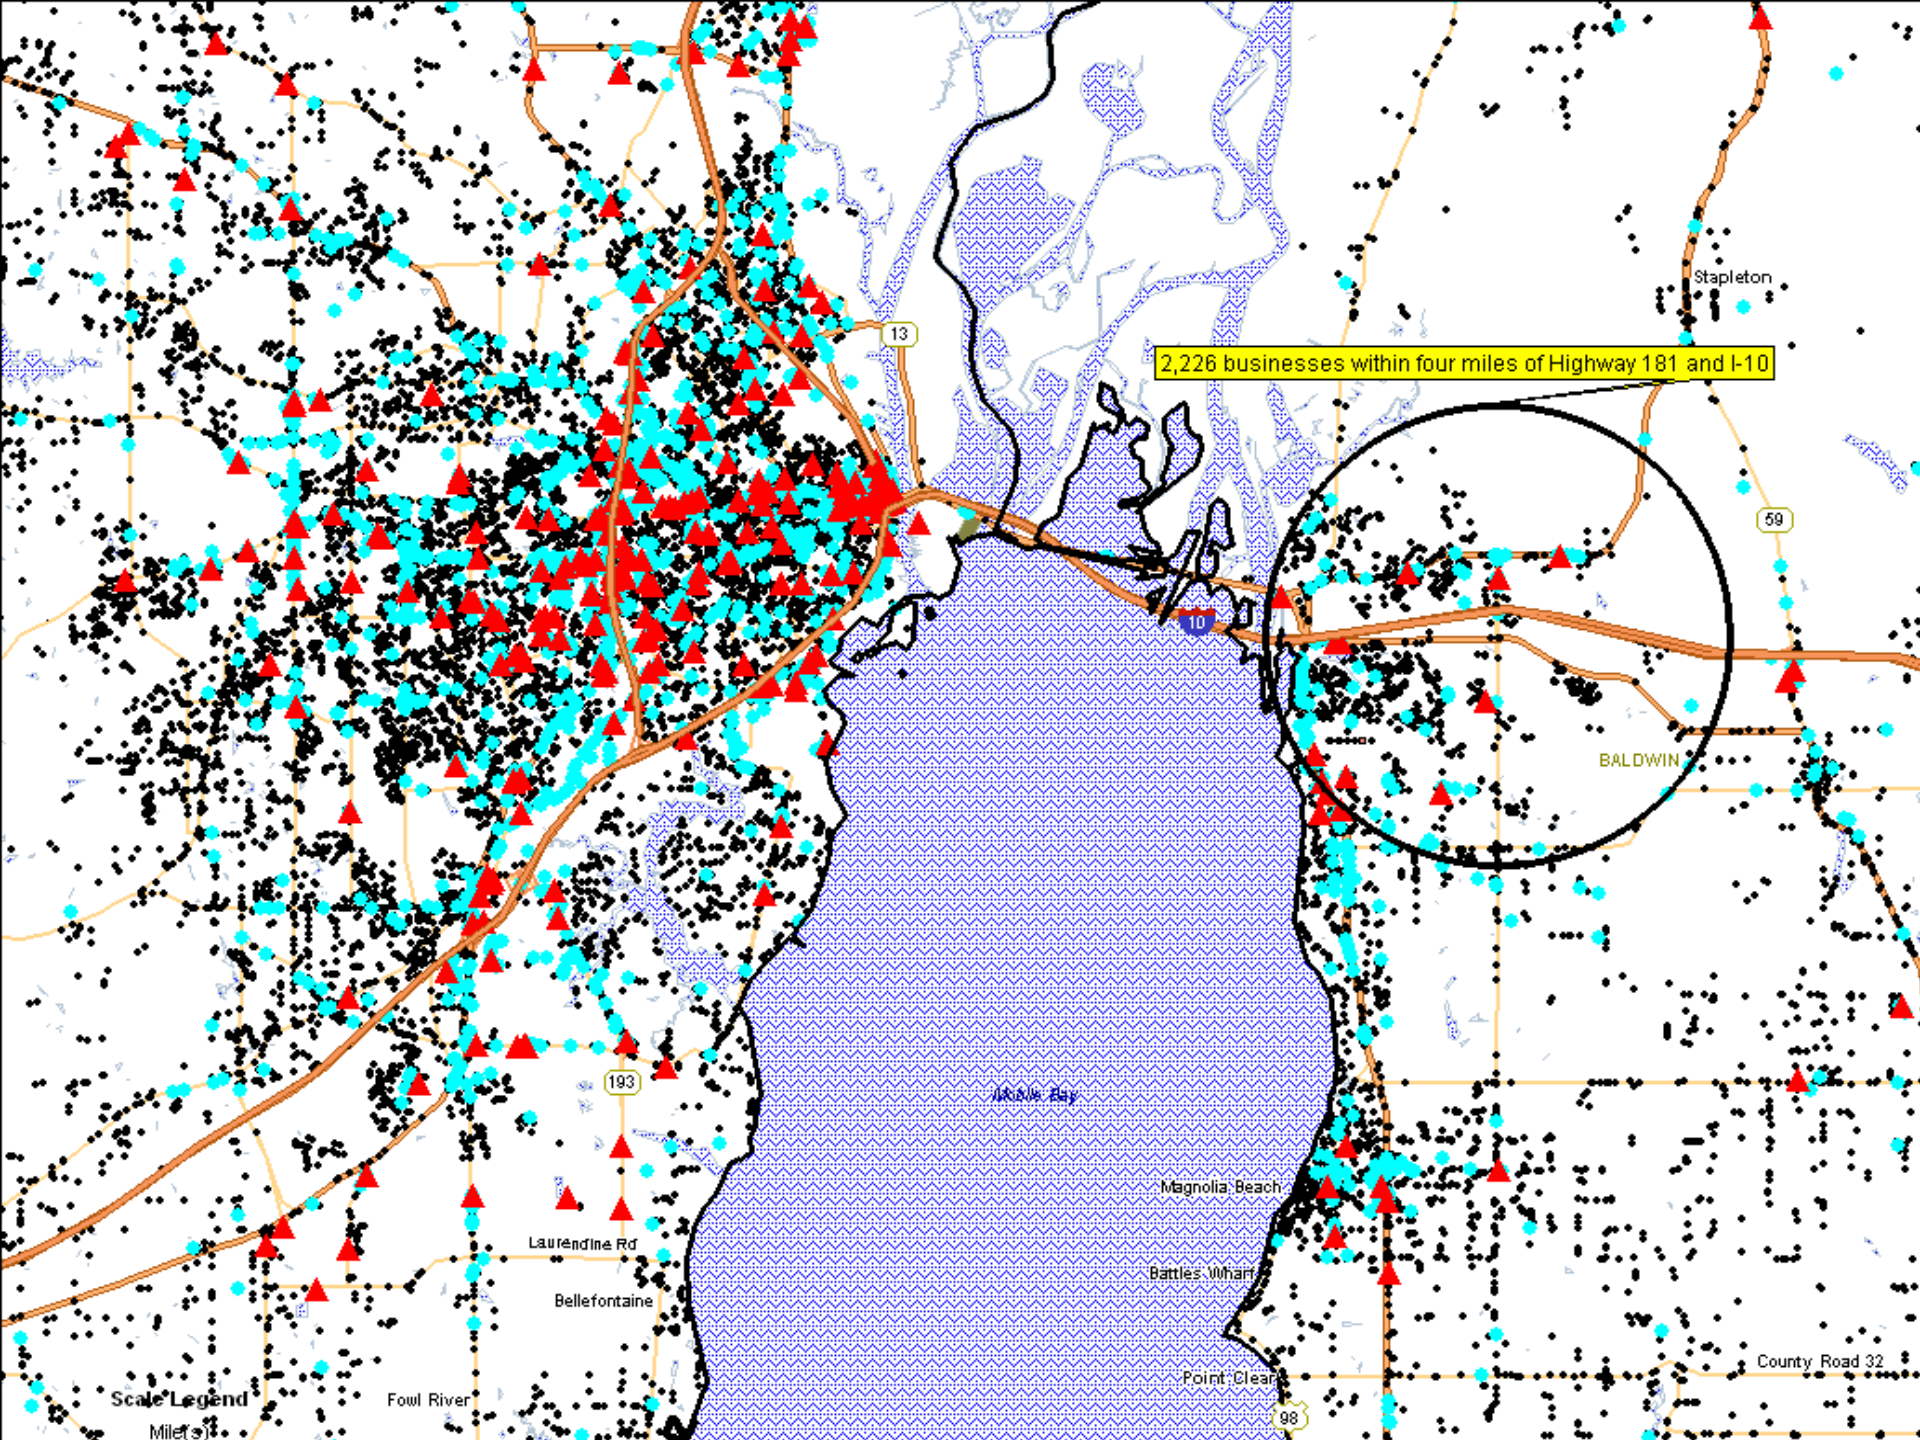 Stapleton
13
2,226 businesses within four miles of Highway 181 and I-10
59
10
BALDWIN
193
Mobile Bay
Magnolia Beach
Laurendine Rd
Battles Wharf
Bellefontaine
County Road 32
Point Clear
Scale Legend
Fowl River
98
Mile(s)